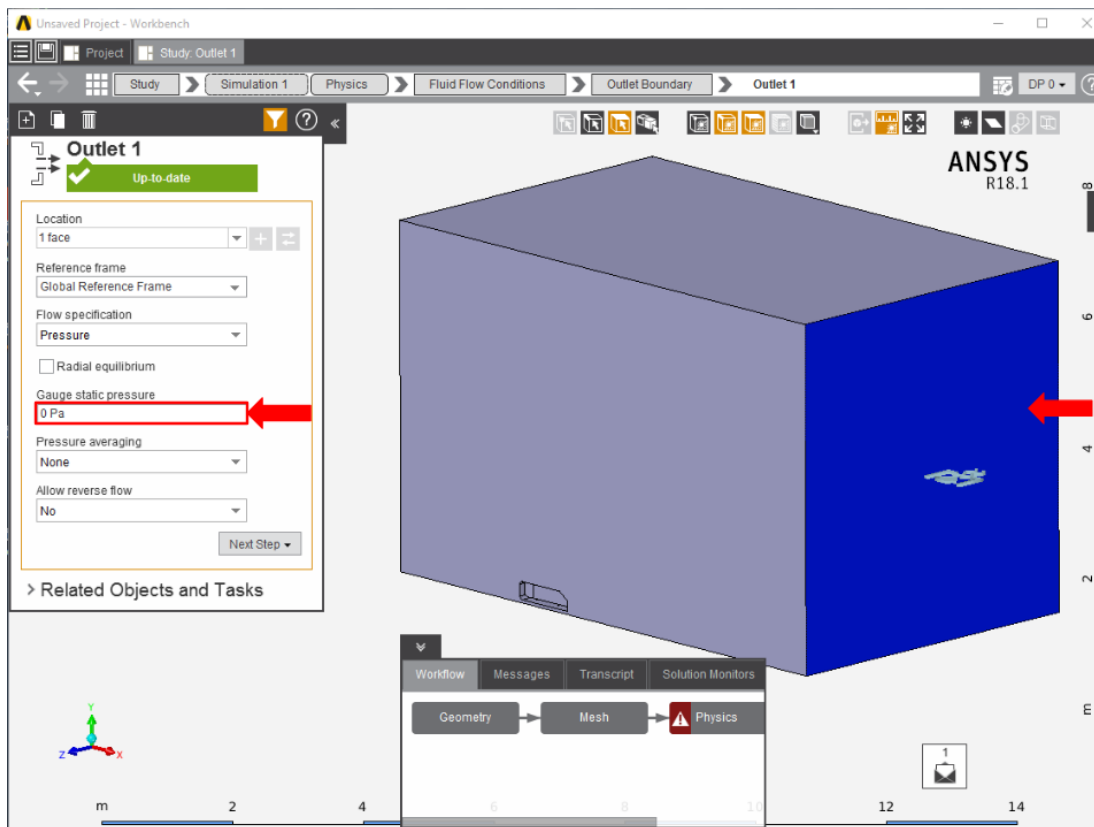 Unsaved Project - Workbench
Project Study: Outlet 1
Study Simulation 1 Physics Fluid Flow Conditions Outlet Boundary Outlet 1 DP 0
Outlet 1
Up-to-date
Location
1 face
Reference frame
Global Reference Frame
Flow specification
Pressure
Radial equilibrium
Gauge static pressure
0 Pa
Pressure averaging
None
Allow reverse flow
No
Next Step
> Related Objects and Tasks
ANSYS
R18.1
8
6
4
2
m
Workflow Messages Transcript Solution Monitors
Geometry Mesh Physics
Y
Z X
1
m 2 4 6 8 10 12 14